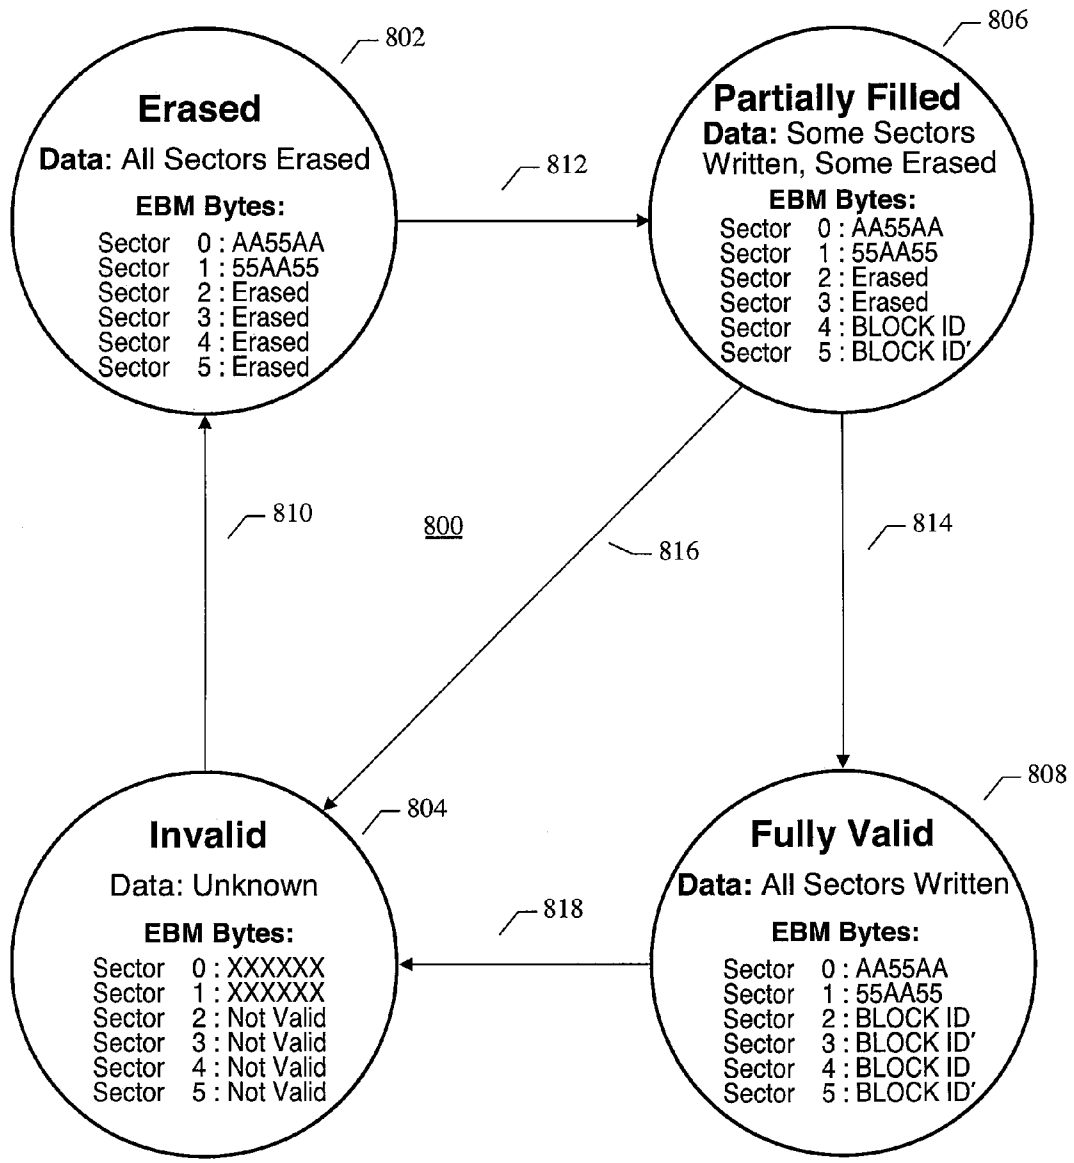 802
Erased
Data: All Sectors Erased
EBM Bytes:
Sector 0 : AA55AA
Sector 1 : 55AA55
Sector 2 : Erased
Sector 3 : Erased
Sector 4 : Erased
Sector 5 : Erased
812
806
Partially Filled
Data: Some Sectors
Written, Some Erased
EBM Bytes:
Sector 0 : AA55AA
Sector 1 : 55AA55
Sector 2 : Erased
Sector 3 : Erased
Sector 4 : BLOCK ID
Sector 5 : BLOCK ID'
810
800
816
814
804
Invalid
Data: Unknown
EBM Bytes:
Sector 0 : XXXXXX
Sector 1 : XXXXXX
Sector 2 : Not Valid
Sector 3 : Not Valid
Sector 4 : Not Valid
Sector 5 : Not Valid
818
808
Fully Valid
Data: All Sectors Written
EBM Bytes:
Sector 0 : AA55AA
Sector 1 : 55AA55
Sector 2 : BLOCK ID
Sector 3 : BLOCK ID'
Sector 4 : BLOCK ID
Sector 5 : BLOCK ID'